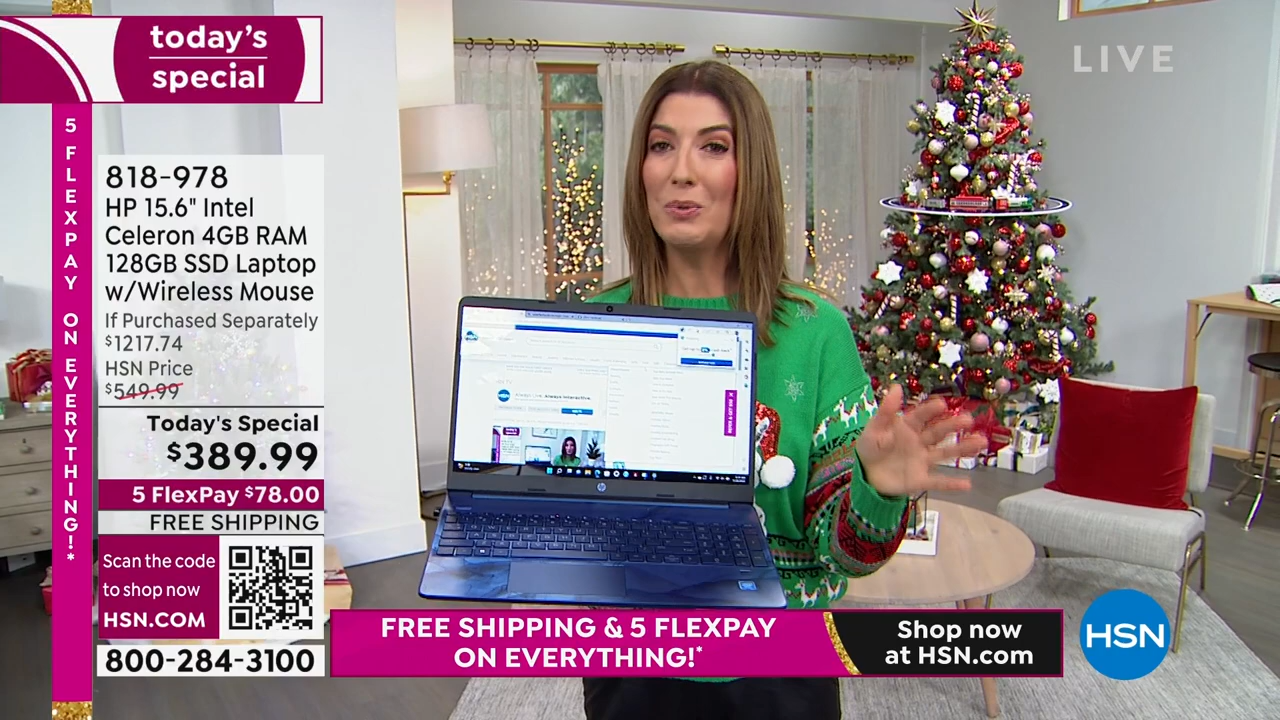 today's
special
5 FLEXPAY ON EVERYTHING!*
818-978
HP 15.6" Intel
Celeron 4GB RAM
128GB SSD Laptop
w/Wireless Mouse
If Purchased Separately
$1217.74
HSN Price
$549.99
Today's Special
$389.99
5 FlexPay $78.00
FREE SHIPPING
Scan the code
to shop now
HSN.COM
800-284-3100
LIVE
HSN
hp
FREE SHIPPING & 5 FLEXPAY
ON EVERYTHING!*
Shop now
at HSN.com
HSN